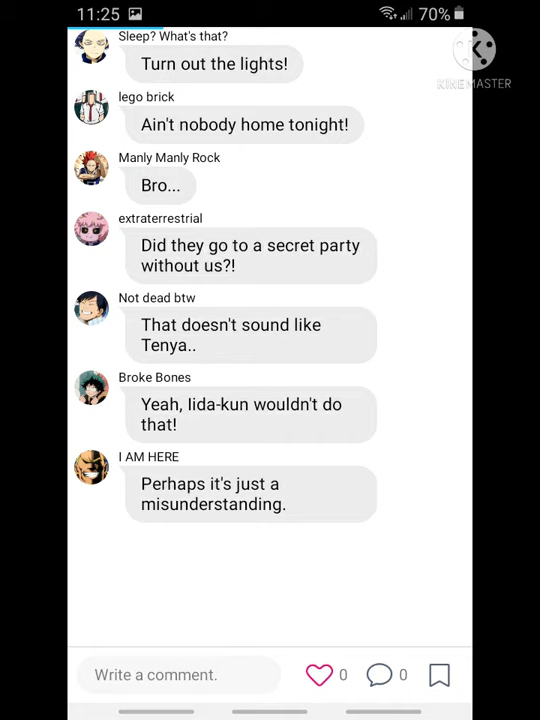 11:25
70%
KINEMASTER
Sleep? What's that?
Turn out the lights!
lego brick
Ain't nobody home tonight!
Manly Manly Rock
Bro...
extraterrestrial
Did they go to a secret party
without us?!
Not dead btw
That doesn't sound like
Tenya..
Broke Bones
Yeah, Iida-kun wouldn't do
that!
I AM HERE
Perhaps it's just a
misunderstanding.
Write a comment.
0
0